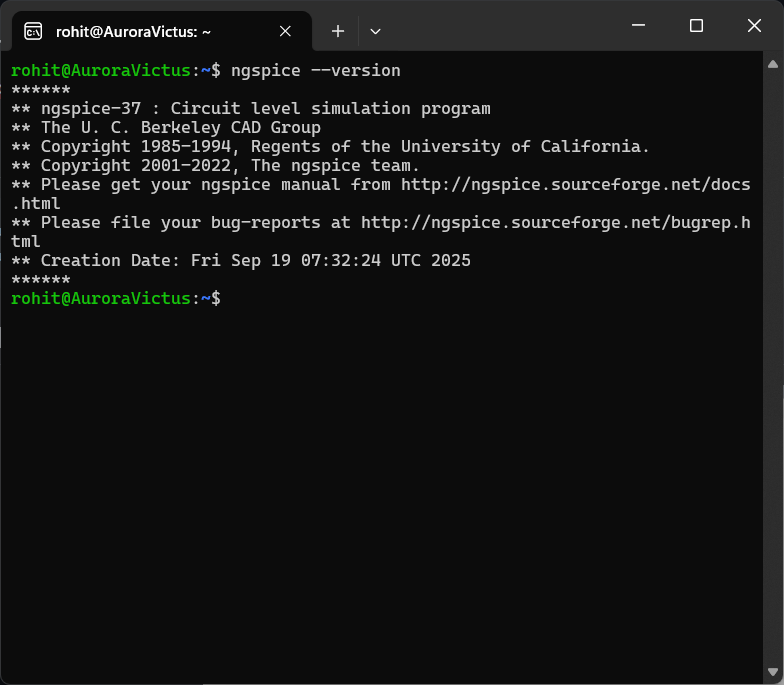 rohit@AuroraVictus: ~
rohit@AuroraVictus:~$ ngspice --version
******
** ngspice-37 : Circuit level simulation program
** The U. C. Berkeley CAD Group
** Copyright 1985-1994, Regents of the University of California.
** Copyright 2001-2022, The ngspice team.
** Please get your ngspice manual from http://ngspice.sourceforge.net/docs
.html
** Please file your bug-reports at http://ngspice.sourceforge.net/bugrep.h
tml
** Creation Date: Fri Sep 19 07:32:24 UTC 2025
******
rohit@AuroraVictus:~$